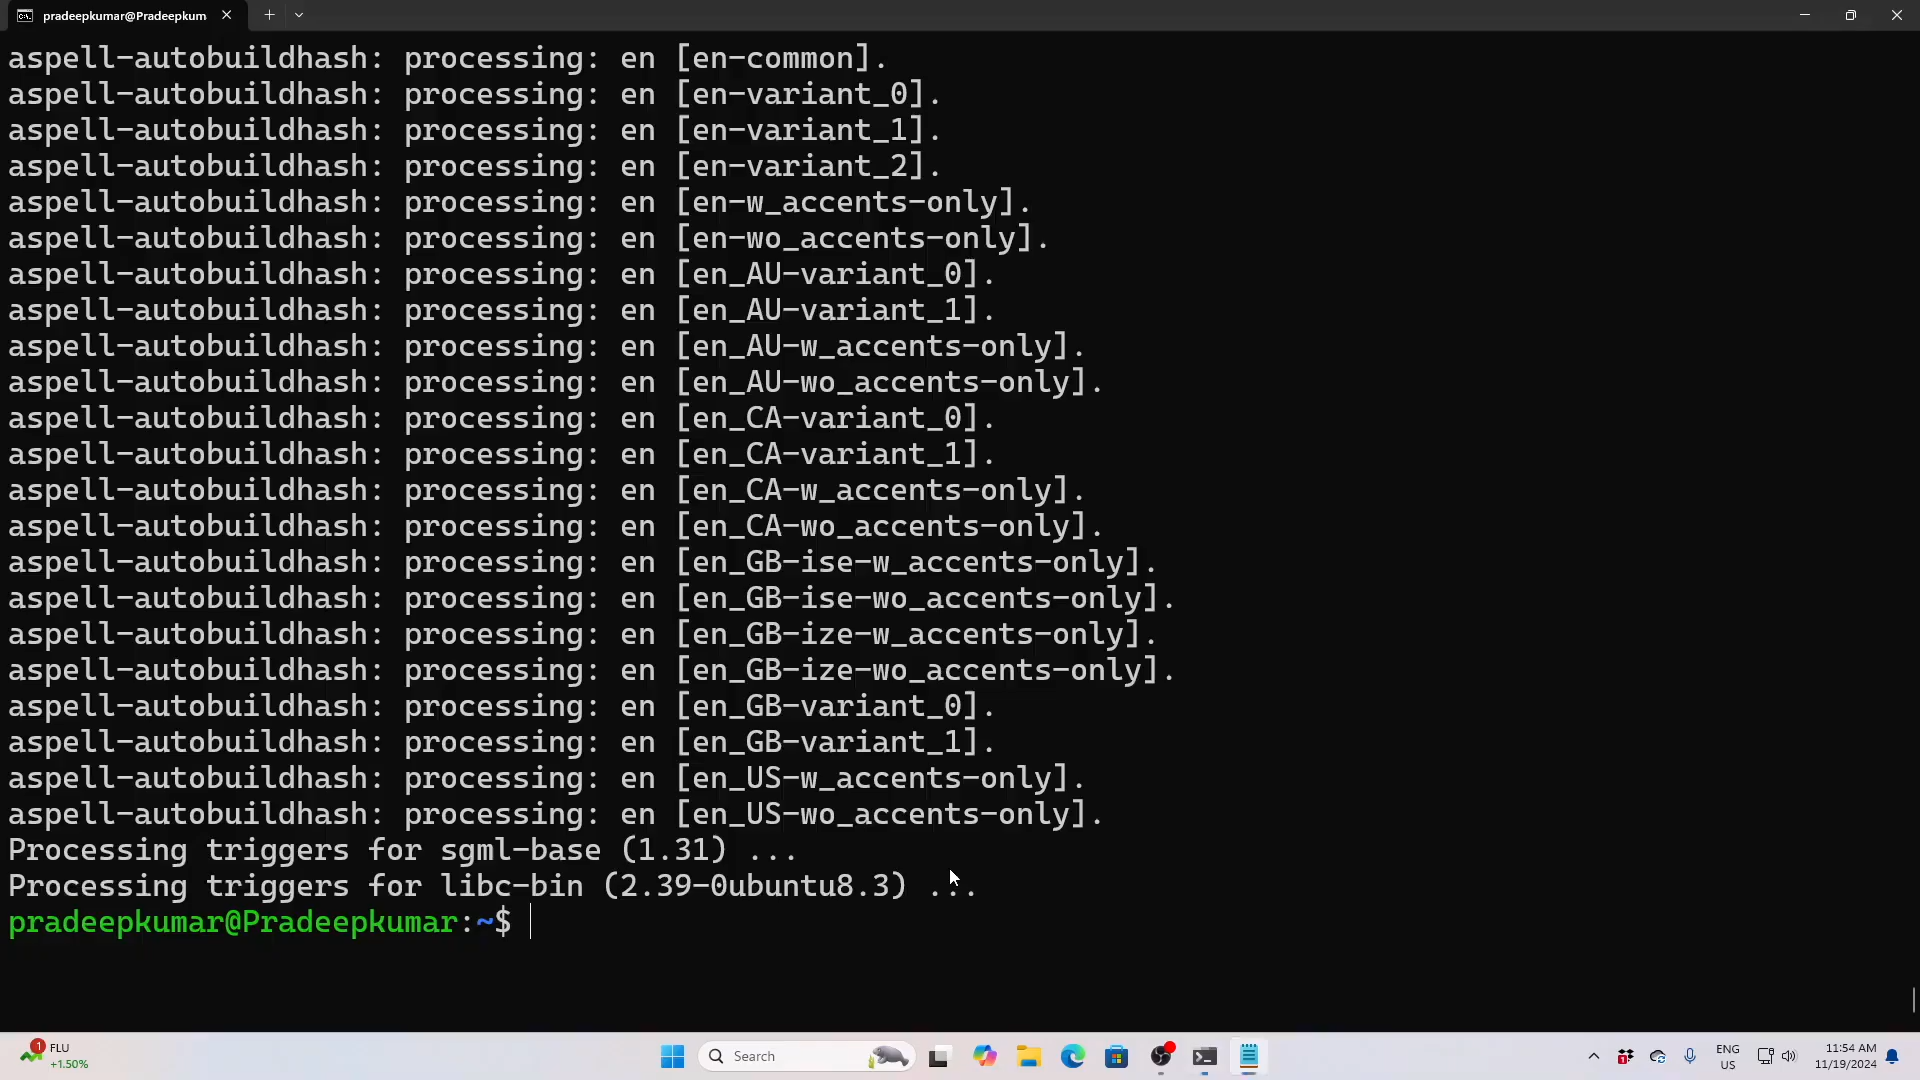 pradeepkumar@Pradeepkum
aspell-autobuildhash: processing: en [en-common].
aspell-autobuildhash: processing: en [en-variant_0].
aspell-autobuildhash: processing: en [en-variant_1].
aspell-autobuildhash: processing: en [en-variant_2].
aspell-autobuildhash: processing: en [en-w_accents-only].
aspell-autobuildhash: processing: en [en-wo_accents-only].
aspell-autobuildhash: processing: en [en_AU-variant_0].
aspell-autobuildhash: processing: en [en_AU-variant_1].
aspell-autobuildhash: processing: en [en_AU-w_accents-only].
aspell-autobuildhash: processing: en [en_AU-wo_accents-only].
aspell-autobuildhash: processing: en [en_CA-variant_0].
aspell-autobuildhash: processing: en [en_CA-variant_1].
aspell-autobuildhash: processing: en [en_CA-w_accents-only].
aspell-autobuildhash: processing: en [en_CA-wo_accents-only].
aspell-autobuildhash: processing: en [en_GB-ise-w_accents-only].
aspell-autobuildhash: processing: en [en_GB-ise-wo_accents-only].
aspell-autobuildhash: processing: en [en_GB-ize-w_accents-only].
aspell-autobuildhash: processing: en [en_GB-ize-wo_accents-only].
aspell-autobuildhash: processing: en [en_GB-variant_0].
aspell-autobuildhash: processing: en [en_GB-variant_1].
aspell-autobuildhash: processing: en [en_US-w_accents-only].
aspell-autobuildhash: processing: en [en_US-wo_accents-only].
Processing triggers for sgml-base (1.31) ...
Processing triggers for libc-bin (2.39-0ubuntu8.3) ...
pradeepkumar@Pradeepkumar:~$
1
FLU
+1.50%
Search
1
ENG
US
11:54 AM
11/19/2024